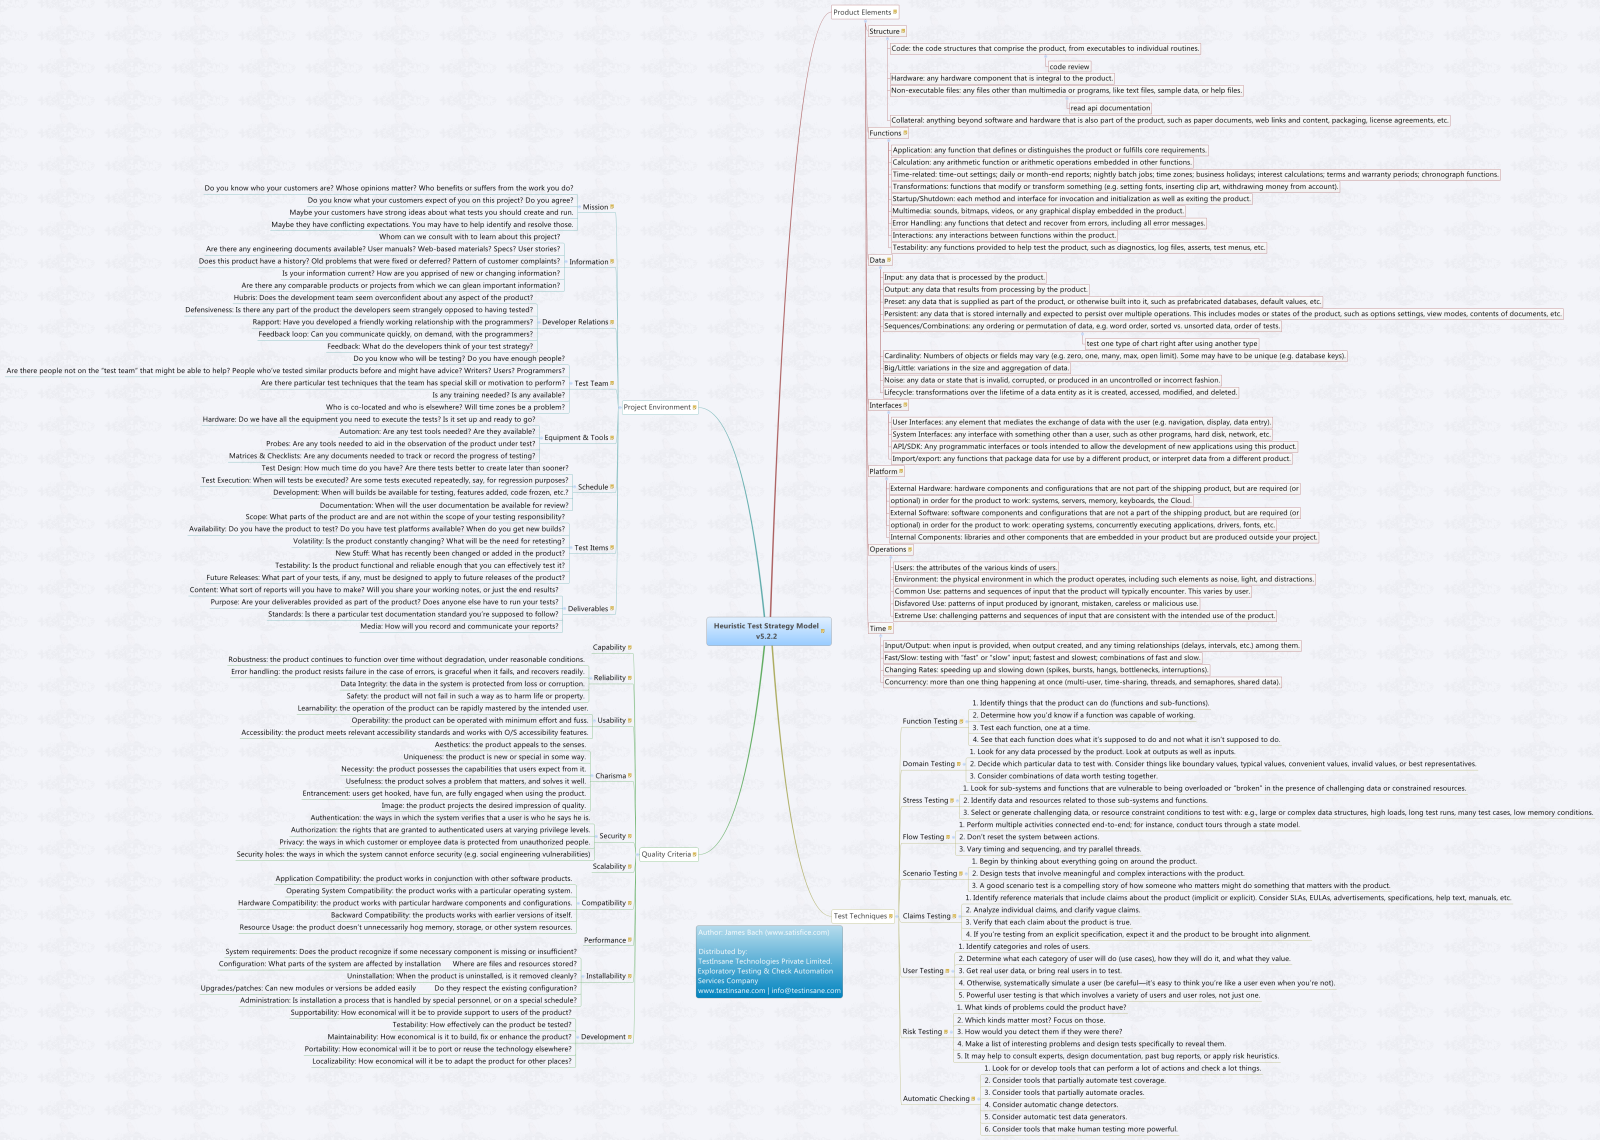 Heuristic Test Strategy Model
v5.2.2
Product Elements
Structure
Code: the code structures that comprise the product, from executables to individual routines.
code review
Hardware: any hardware component that is integral to the product.
Non-executable files: any files other than multimedia or programs, like text files, sample data, or help files.
read api documentation
Collateral: anything beyond software and hardware that is also part of the product, such as paper documents, web links and content, packaging, license agreements, etc.
Functions
Application: any function that defines or distinguishes the product or fulfills core requirements.
Calculation: any arithmetic function or arithmetic operations embedded in other functions.
Time-related: time-out settings; daily or month-end reports; nightly batch jobs; time zones; business holidays; interest calculations; terms and warranty periods; chronograph functions.
Transformations: functions that modify or transform something (e.g. setting fonts, inserting clip art, withdrawing money from account).
Startup/Shutdown: each method and interface for invocation and initialization as well as exiting the product.
Multimedia: sounds, bitmaps, videos, or any graphical display embedded in the product.
Error Handling: any functions that detect and recover from errors, including all error messages.
Interactions: any interactions between functions within the product.
Testability: any functions provided to help test the product, such as diagnostics, log files, asserts, test menus, etc.
Data
Input: any data that is processed by the product.
Output: any data that results from processing by the product.
Preset: any data that is supplied as part of the product, or otherwise built into it, such as prefabricated databases, default values, etc.
Persistent: any data that is stored internally and expected to persist over multiple operations. This includes modes or states of the product, such as options settings, view modes, contents of documents, etc.
Sequences/Combinations: any ordering or permutation of data, e.g. word order, sorted vs. unsorted data, order of tests.
test one type of chart right after using another type
Cardinality: Numbers of objects or fields may vary (e.g. zero, one, many, max, open limit). Some may have to be unique (e.g. database keys).
Big/Little: variations in the size and aggregation of data.
Noise: any data or state that is invalid, corrupted, or produced in an uncontrolled or incorrect fashion.
Lifecycle: transformations over the lifetime of a data entity as it is created, accessed, modified, and deleted.
Interfaces
User Interfaces: any element that mediates the exchange of data with the user (e.g. navigation, display, data entry).
System Interfaces: any interface with something other than a user, such as other programs, hard disk, network, etc.
API/SDK: Any programmatic interfaces or tools intended to allow the development of new applications using this product.
Import/export: any functions that package data for use by a different product, or interpret data from a different product.
Platform
External Hardware: hardware components and configurations that are not part of the shipping product, but are required (or
optional) in order for the product to work: systems, servers, memory, keyboards, the Cloud.
External Software: software components and configurations that are not a part of the shipping product, but are required (or
optional) in order for the product to work: operating systems, concurrently executing applications, drivers, fonts, etc.
Internal Components: libraries and other components that are embedded in your product but are produced outside your project.
Operations
Users: the attributes of the various kinds of users.
Environment: the physical environment in which the product operates, including such elements as noise, light, and distractions.
Common Use: patterns and sequences of input that the product will typically encounter. This varies by user.
Disfavored Use: patterns of input produced by ignorant, mistaken, careless or malicious use.
Extreme Use: challenging patterns and sequences of input that are consistent with the intended use of the product.
Time
Input/Output: when input is provided, when output created, and any timing relationships (delays, intervals, etc.) among them.
Fast/Slow: testing with "fast" or "slow" input; fastest and slowest; combinations of fast and slow.
Changing Rates: speeding up and slowing down (spikes, bursts, hangs, bottlenecks, interruptions).
Concurrency: more than one thing happening at once (multi-user, time-sharing, threads, and semaphores, shared data).
Test Techniques
Function Testing
1. Identify things that the product can do (functions and sub-functions).
2. Determine how you'd know if a function was capable of working.
3. Test each function, one at a time.
4. See that each function does what it's supposed to do and not what it isn't supposed to do.
Domain Testing
1. Look for any data processed by the product. Look at outputs as well as inputs.
2. Decide which particular data to test with. Consider things like boundary values, typical values, convenient values, invalid values, or best representatives.
3. Consider combinations of data worth testing together.
Stress Testing
1. Look for sub-systems and functions that are vulnerable to being overloaded or "broken" in the presence of challenging data or constrained resources.
2. Identify data and resources related to those sub-systems and functions.
3. Select or generate challenging data, or resource constraint conditions to test with: e.g., large or complex data structures, high loads, long test runs, many test cases, low memory conditions.
Flow Testing
1. Perform multiple activities connected end-to-end; for instance, conduct tours through a state model.
2. Don't reset the system between actions.
3. Vary timing and sequencing, and try parallel threads.
Scenario Testing
1. Begin by thinking about everything going on around the product.
2. Design tests that involve meaningful and complex interactions with the product.
3. A good scenario test is a compelling story of how someone who matters might do something that matters with the product.
Claims Testing
1. Identify reference materials that include claims about the product (implicit or explicit). Consider SLAs, EULAs, advertisements, specifications, help text, manuals, etc.
2. Analyze individual claims, and clarify vague claims.
3. Verify that each claim about the product is true.
4. If you're testing from an explicit specification, expect it and the product to be brought into alignment.
User Testing
1. Identify categories and roles of users.
2. Determine what each category of user will do (use cases), how they will do it, and what they value.
3. Get real user data, or bring real users in to test.
4. Otherwise, systematically simulate a user (be careful—it's easy to think you're like a user even when you're not).
5. Powerful user testing is that which involves a variety of users and user roles, not just one.
Risk Testing
1. What kinds of problems could the product have?
2. Which kinds matter most? Focus on those.
3. How would you detect them if they were there?
4. Make a list of interesting problems and design tests specifically to reveal them.
5. It may help to consult experts, design documentation, past bug reports, or apply risk heuristics.
Automatic Checking
1. Look for or develop tools that can perform a lot of actions and check a lot things.
2. Consider tools that partially automate test coverage.
3. Consider tools that partially automate oracles.
4. Consider automatic change detectors.
5. Consider automatic test data generators.
6. Consider tools that make human testing more powerful.
Project Environment
Mission
Do you know who your customers are? Whose opinions matter? Who benefits or suffers from the work you do?
Do you know what your customers expect of you on this project? Do you agree?
Maybe your customers have strong ideas about what tests you should create and run.
Maybe they have conflicting expectations. You may have to help identify and resolve those.
Information
Whom can we consult with to learn about this project?
Are there any engineering documents available? User manuals? Web-based materials? Specs? User stories?
Does this product have a history? Old problems that were fixed or deferred? Pattern of customer complaints?
Is your information current? How are you apprised of new or changing information?
Are there any comparable products or projects from which we can glean important information?
Developer Relations
Hubris: Does the development team seem overconfident about any aspect of the product?
Defensiveness: Is there any part of the product the developers seem strangely opposed to having tested?
Rapport: Have you developed a friendly working relationship with the programmers?
Feedback loop: Can you communicate quickly, on demand, with the programmers?
Feedback: What do the developers think of your test strategy?
Test Team
Do you know who will be testing? Do you have enough people?
Are there people not on the "test team" that might be able to help? People who've tested similar products before and might have advice? Writers? Users? Programmers?
Are there particular test techniques that the team has special skill or motivation to perform?
Is any training needed? Is any available?
Who is co-located and who is elsewhere? Will time zones be a problem?
Equipment & Tools
Hardware: Do we have all the equipment you need to execute the tests? Is it set up and ready to go?
Automation: Are any test tools needed? Are they available?
Probes: Are any tools needed to aid in the observation of the product under test?
Matrices & Checklists: Are any documents needed to track or record the progress of testing?
Schedule
Test Design: How much time do you have? Are there tests better to create later than sooner?
Test Execution: When will tests be executed? Are some tests executed repeatedly, say, for regression purposes?
Development: When will builds be available for testing, features added, code frozen, etc.?
Documentation: When will the user documentation be available for review?
Test Items
Scope: What parts of the product are and are not within the scope of your testing responsibility?
Availability: Do you have the product to test? Do you have test platforms available? When do you get new builds?
Volatility: Is the product constantly changing? What will be the need for retesting?
New Stuff: What has recently been changed or added in the product?
Testability: Is the product functional and reliable enough that you can effectively test it?
Future Releases: What part of your tests, if any, must be designed to apply to future releases of the product?
Deliverables
Content: What sort of reports will you have to make? Will you share your working notes, or just the end results?
Purpose: Are your deliverables provided as part of the product? Does anyone else have to run your tests?
Standards: Is there a particular test documentation standard you're supposed to follow?
Media: How will you record and communicate your reports?
Quality Criteria
Capability
Reliability
Robustness: the product continues to function over time without degradation, under reasonable conditions.
Error handling: the product resists failure in the case of errors, is graceful when it fails, and recovers readily.
Data Integrity: the data in the system is protected from loss or corruption.
Safety: the product will not fail in such a way as to harm life or property.
Usability
Learnability: the operation of the product can be rapidly mastered by the intended user.
Operability: the product can be operated with minimum effort and fuss.
Accessibility: the product meets relevant accessibility standards and works with O/S accessibility features.
Charisma
Aesthetics: the product appeals to the senses.
Uniqueness: the product is new or special in some way.
Necessity: the product possesses the capabilities that users expect from it.
Usefulness: the product solves a problem that matters, and solves it well.
Entrancement: users get hooked, have fun, are fully engaged when using the product.
Image: the product projects the desired impression of quality.
Security
Authentication: the ways in which the system verifies that a user is who he says he is.
Authorization: the rights that are granted to authenticated users at varying privilege levels.
Privacy: the ways in which customer or employee data is protected from unauthorized people.
Security holes: the ways in which the system cannot enforce security (e.g. social engineering vulnerabilities)
Scalability
Compatibility
Application Compatibility: the product works in conjunction with other software products.
Operating System Compatibility: the product works with a particular operating system.
Hardware Compatibility: the product works with particular hardware components and configurations.
Backward Compatibility: the products works with earlier versions of itself.
Resource Usage: the product doesn't unnecessarily hog memory, storage, or other system resources.
Performance
Installability
System requirements: Does the product recognize if some necessary component is missing or insufficient?
Configuration: What parts of the system are affected by installation Where are files and resources stored?
Uninstallation: When the product is uninstalled, is it removed cleanly?
Upgrades/patches: Can new modules or versions be added easily Do they respect the existing configuration?
Administration: Is installation a process that is handled by special personnel, or on a special schedule?
Development
Supportability: How economical will it be to provide support to users of the product?
Testability: How effectively can the product be tested?
Maintainability: How economical is it to build, fix or enhance the product?
Portability: How economical will it be to port or reuse the technology elsewhere?
Localizability: How economical will it be to adapt the product for other places?
Author: James Bach (www.satisfice.com)
Distributed by:
TestInsane Technologies Private Limited.
Exploratory Testing & Check Automation
Services Company
www.testinsane.com | info@testinsane.com